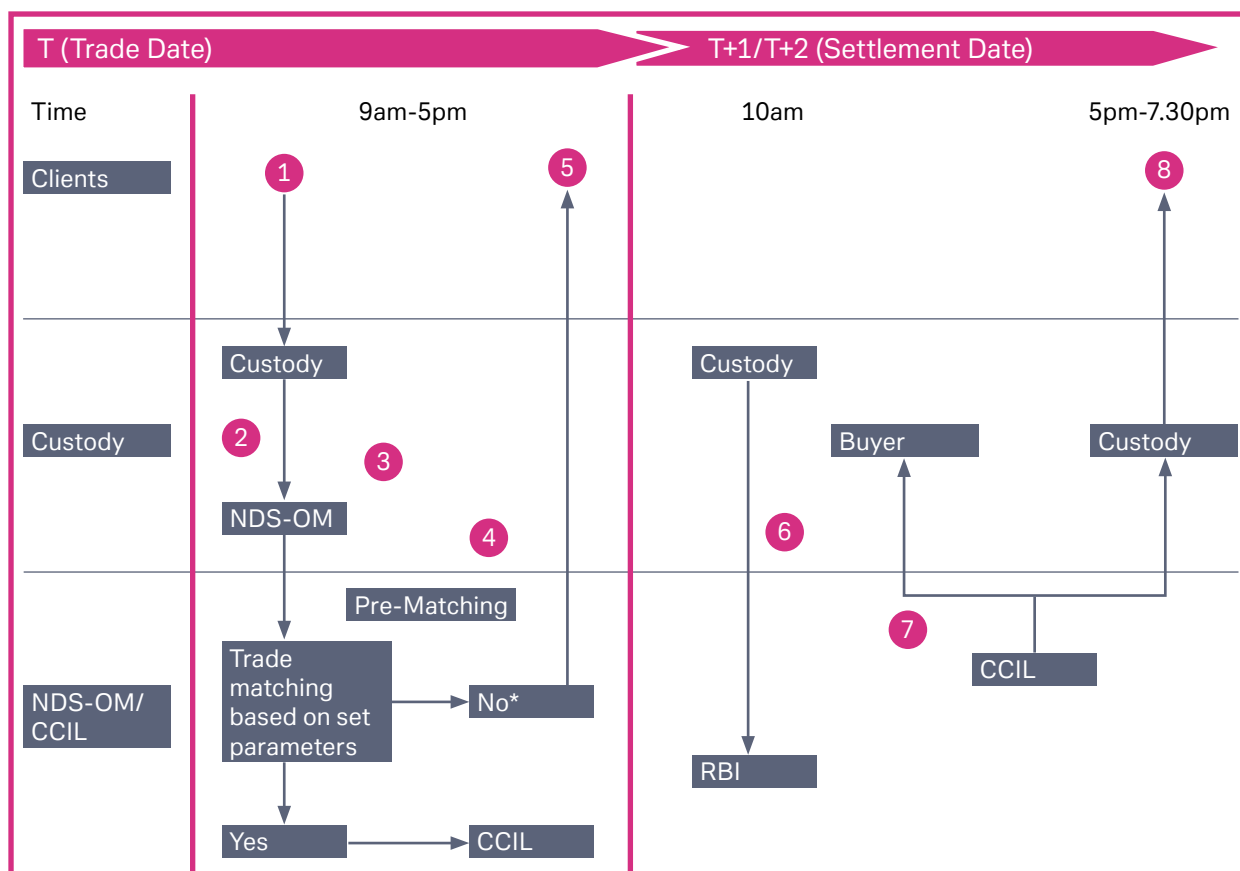 T (Trade Date)
T+1/T+2 (Settlement Date)
Time
9am-5pm
10am
5pm-7.30pm
Clients
1
5
8
Custody
Custody
Custody
2
3
Buyer
Custody
NDS-OM
4
6
Pre-Matching
7
Trade
matching
based on set
parameters
NDS-OM/
CCIL
No*
CCIL
RBI
Yes
CCIL